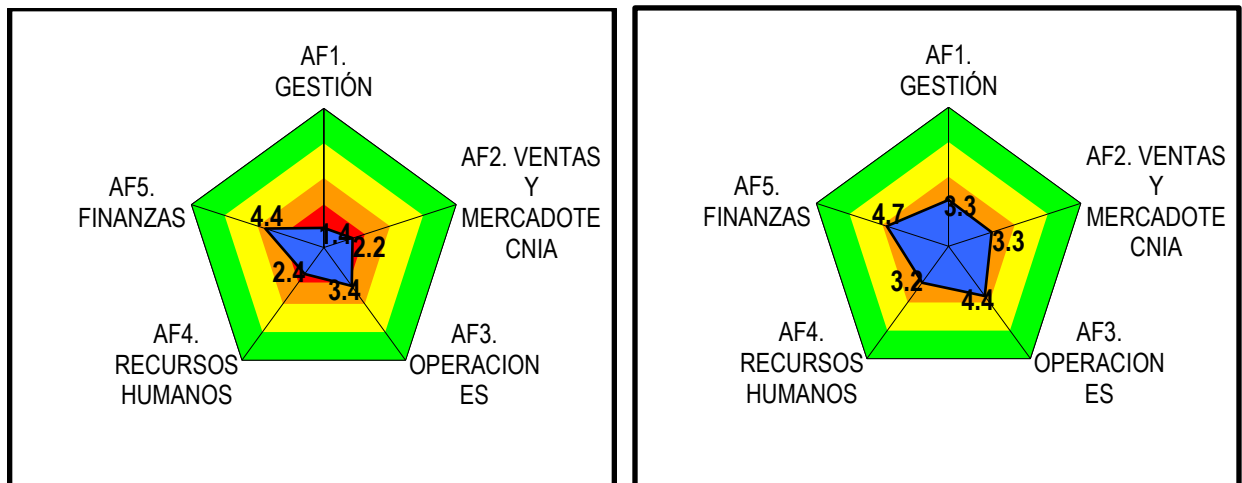 AF1.
GESTIÓN
AF2. VENTAS
Y
MERCADOTE
CNIA
AF3.
OPERACION
ES
AF4.
RECURSOS
HUMANOS
AF5.
FINANZAS
1.4
2.2
3.4
2.4
4.4
AF1.
GESTIÓN
AF2. VENTAS
Y
MERCADOTE
CNIA
AF3.
OPERACION
ES
AF4.
RECURSOS
HUMANOS
AF5.
FINANZAS
3.3
3.3
4.4
3.2
4.7